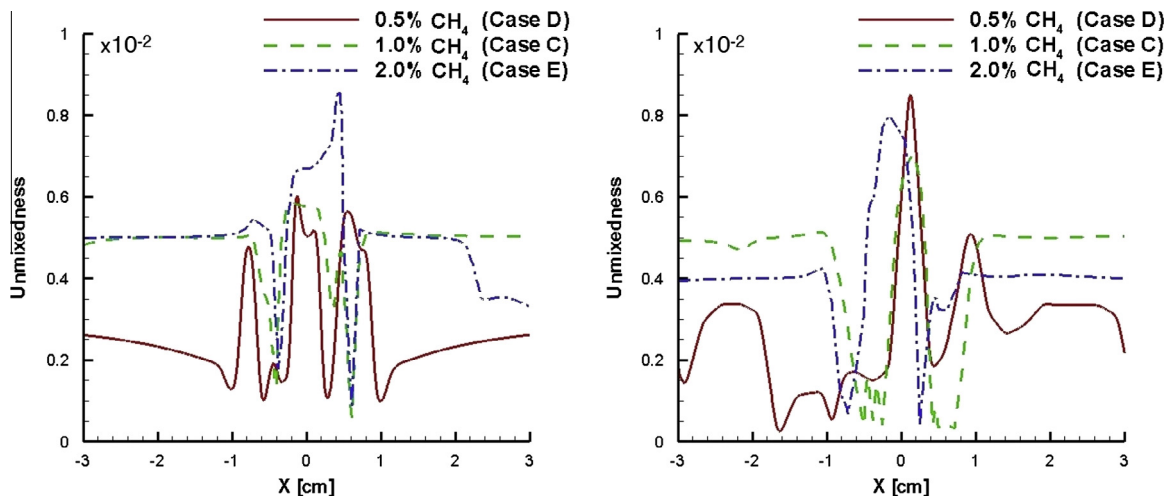 0.5% CH4 (Case D)
1.0% CH4 (Case C)
2.0% CH4 (Case E)
x10-2
1
0.8
0.6
0.4
0.2
0
Unmixedness
-3 -2 -1 0 1 2 3
X [cm]
0.5% CH4 (Case D)
1.0% CH4 (Case C)
2.0% CH4 (Case E)
x10-2
1
0.8
0.6
0.4
0.2
0
Unmixedness
-3 -2 -1 0 1 2 3
X [cm]